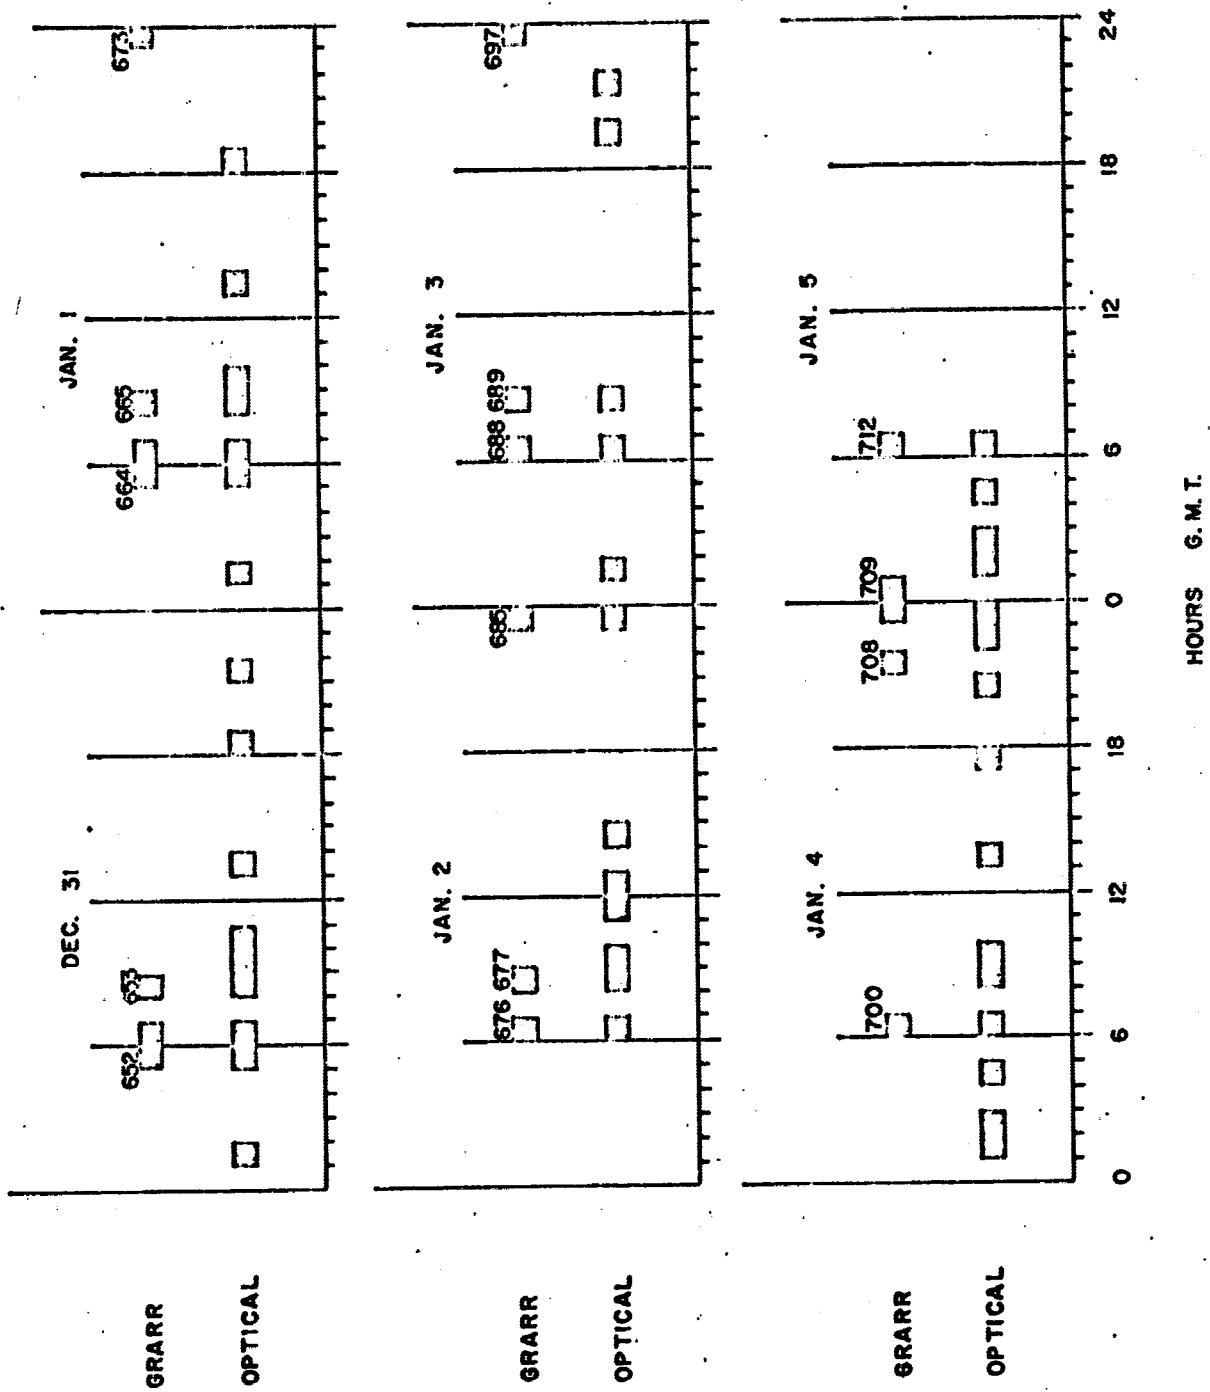 DEC. 31
JAN. 1
GRARR
652
653
664
665
673
OPTICAL
JAN. 2
JAN. 3
GRARR
676
677
685
688
689
697
OPTICAL
JAN. 4
JAN. 5
GRARR
700
708
709
712
OPTICAL
0
6
12
18
0
6
12
18
24
HOURS G.M.T.